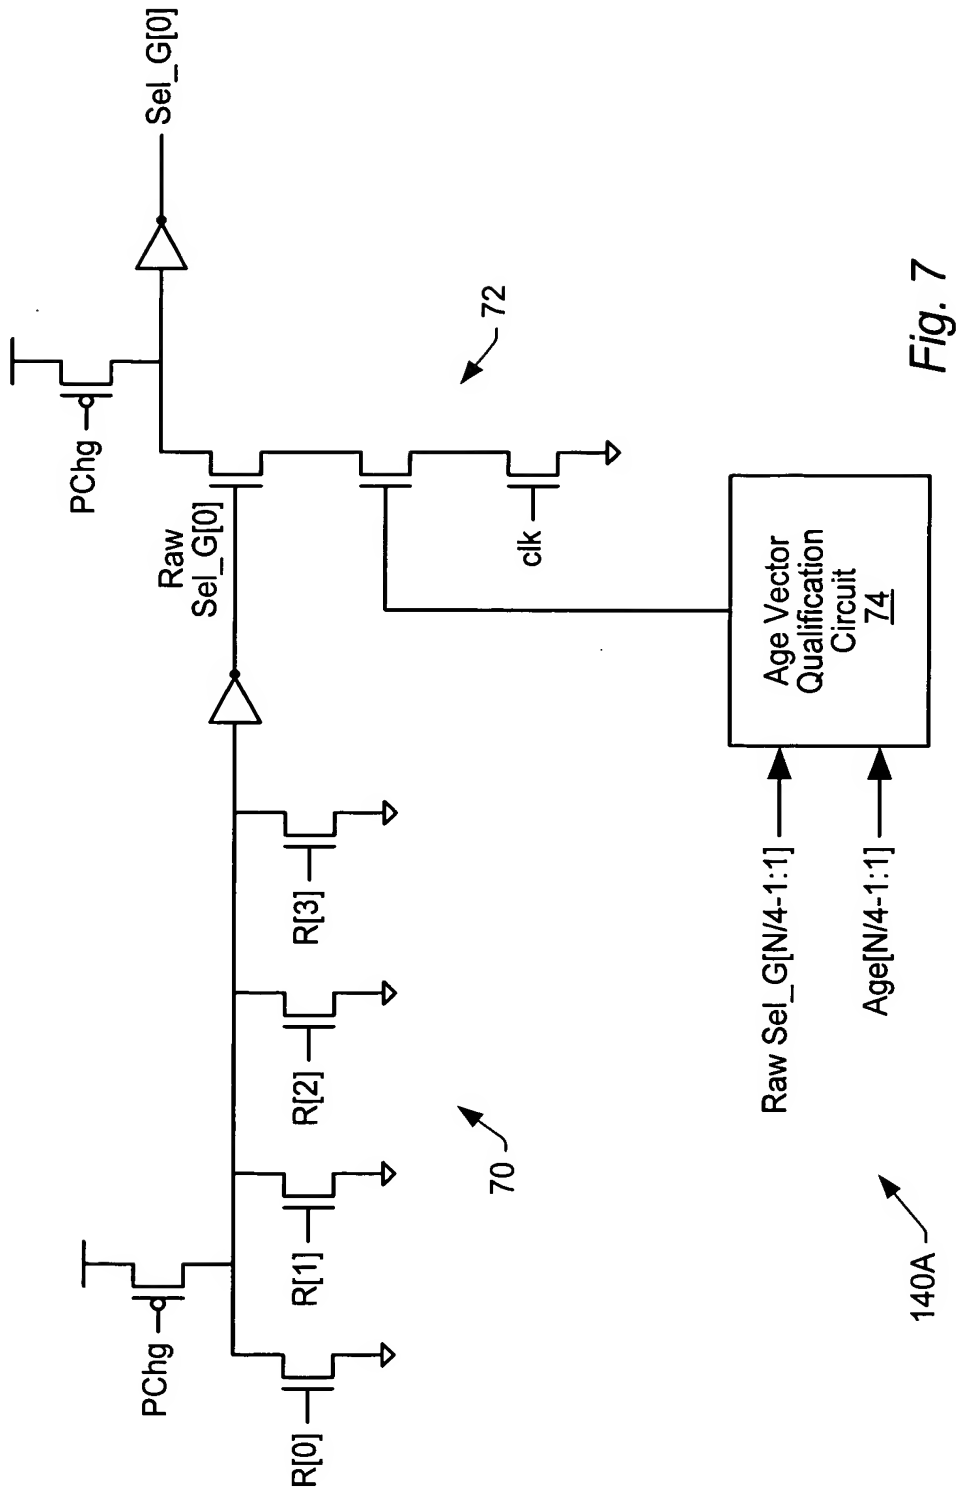 PChg
Sel_G[0]
PChg
Raw
Sel_G[0]
R[0]
R[1]
R[2]
R[3]
clk
70
72
Age Vector
Qualification
Circuit
74
Raw Sel_G[N/4-1:1]
Age[N/4-1:1]
140A
Fig. 7